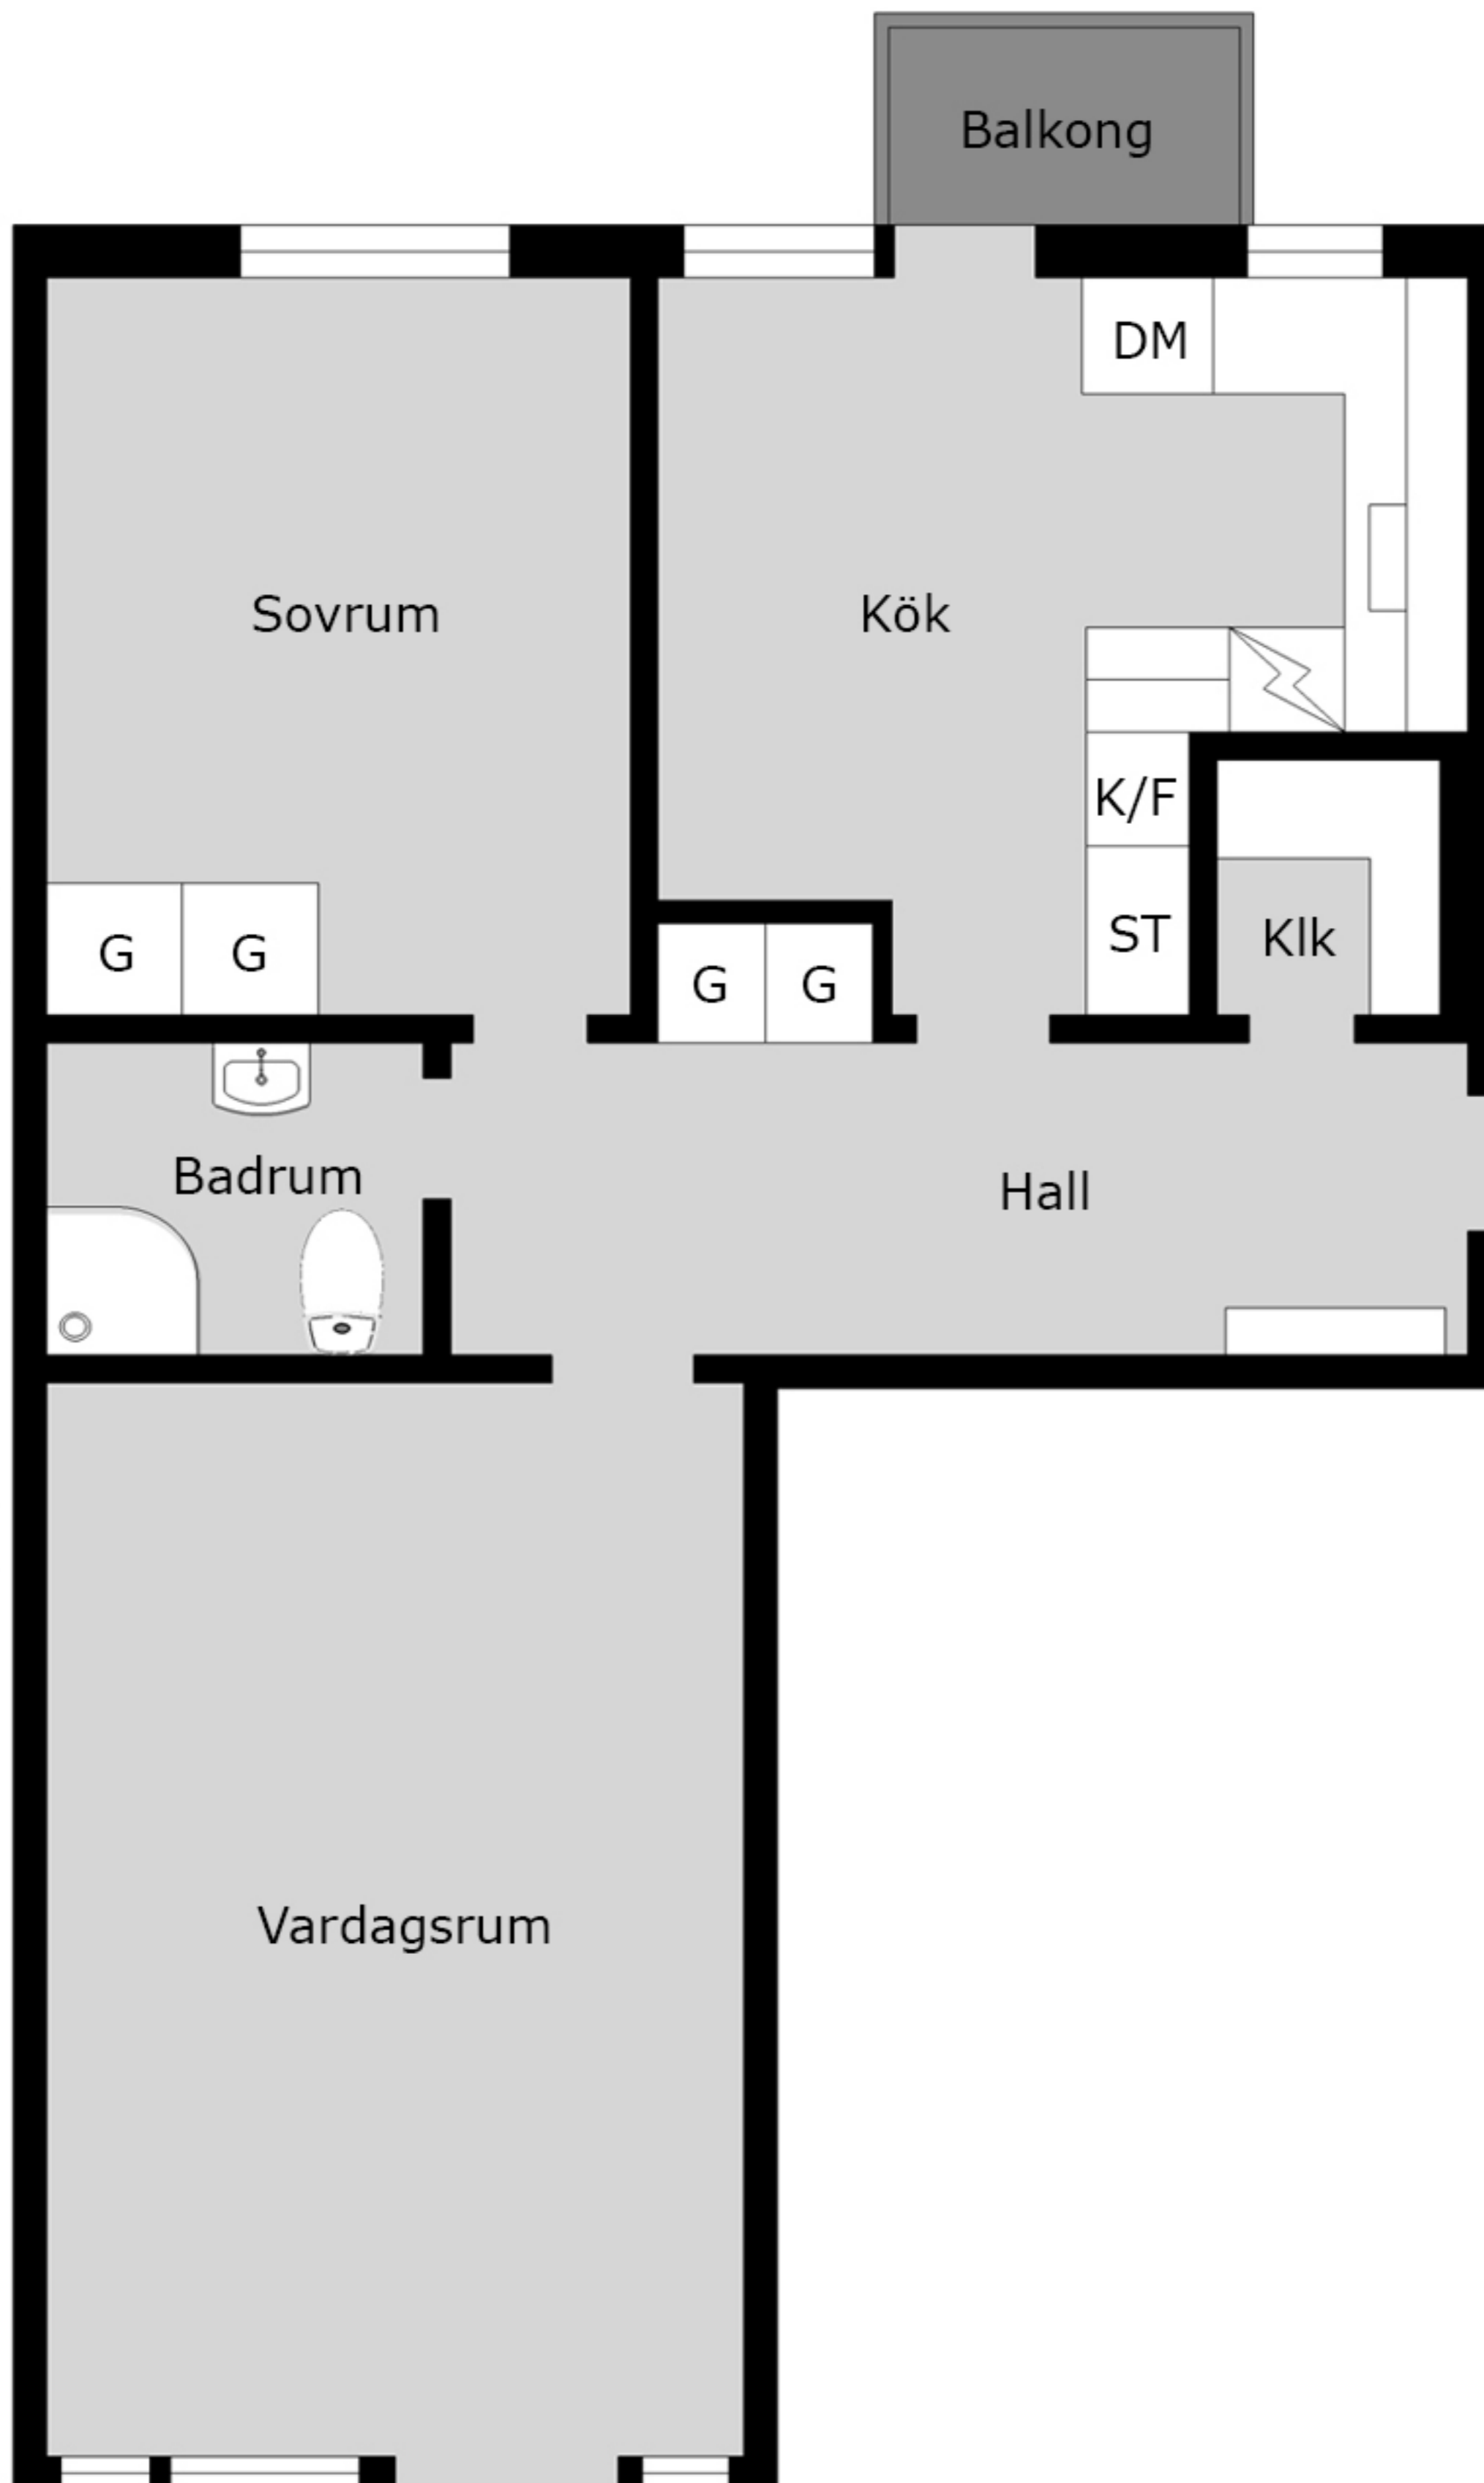 Balkong
DM
Sovrum
Kök
K/F
G
G
G
G
ST
Klk
Badrum
Hall
Vardagsrum